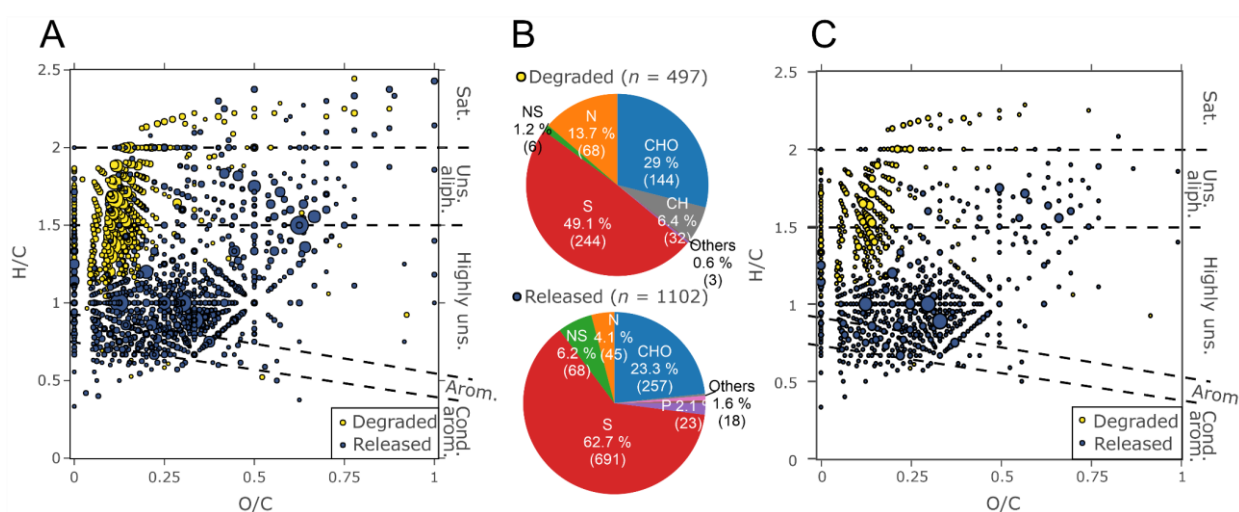 A
2.5
2
1.5
1
0.5
0
H/C
0
0.25
0.5
0.75
1
O/C
Sat.
Uns.
aliph.
Highly uns.
Arom.
Cond.
arom.
Degraded
Released
B
Degraded (n = 497)
NS
1.2 %
(6)
N
13.7 %
(68)
CHO
29 %
(144)
S
49.1 %
(244)
CH
6.4 %
(32)
Others
0.6 %
(3)
Released (n = 1102)
NS
6.2 %
(68)
N
4.1 %
(45)
CHO
23.3 %
(257)
Others
1.6 %
(18)
P 2.1 %
(23)
S
62.7 %
(691)
C
2.5
2
1.5
1
0.5
0
H/C
0
0.25
0.5
0.75
1
O/C
Sat.
Uns.
aliph.
Highly uns.
Arom.
Cond.
arom.
Degraded
Released